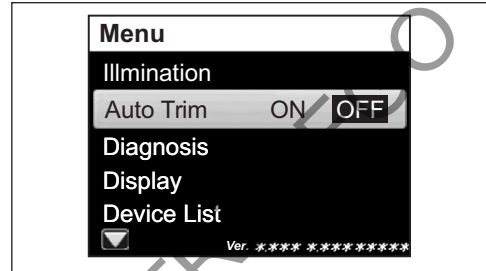 Menu
Illmination
Auto Trim ON OFF
Diagnosis
Display
Device List
Ver. *.*** *.*** *****